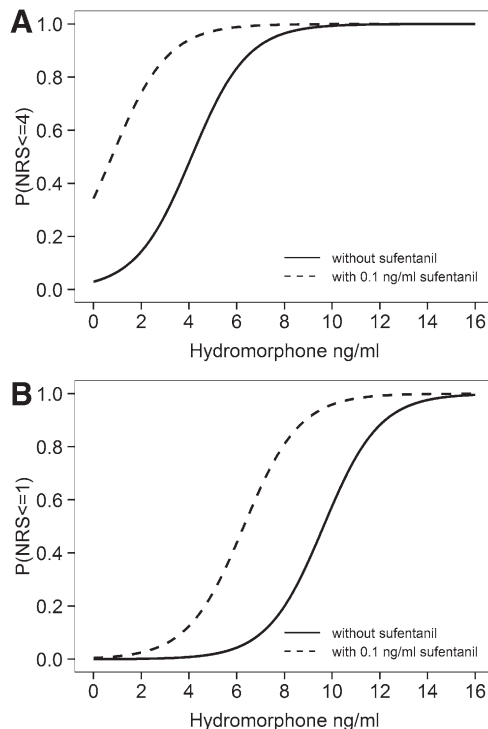 A
P(NRS<=4)
1.0
0.8
0.6
0.4
0.2
0.0
without sufentanil
with 0.1 ng/ml sufentanil
0 2 4 6 8 10 12 14 16
Hydromorphone ng/ml
B
P(NRS<=1)
1.0
0.8
0.6
0.4
0.2
0.0
without sufentanil
with 0.1 ng/ml sufentanil
0 2 4 6 8 10 12 14 16
Hydromorphone ng/ml